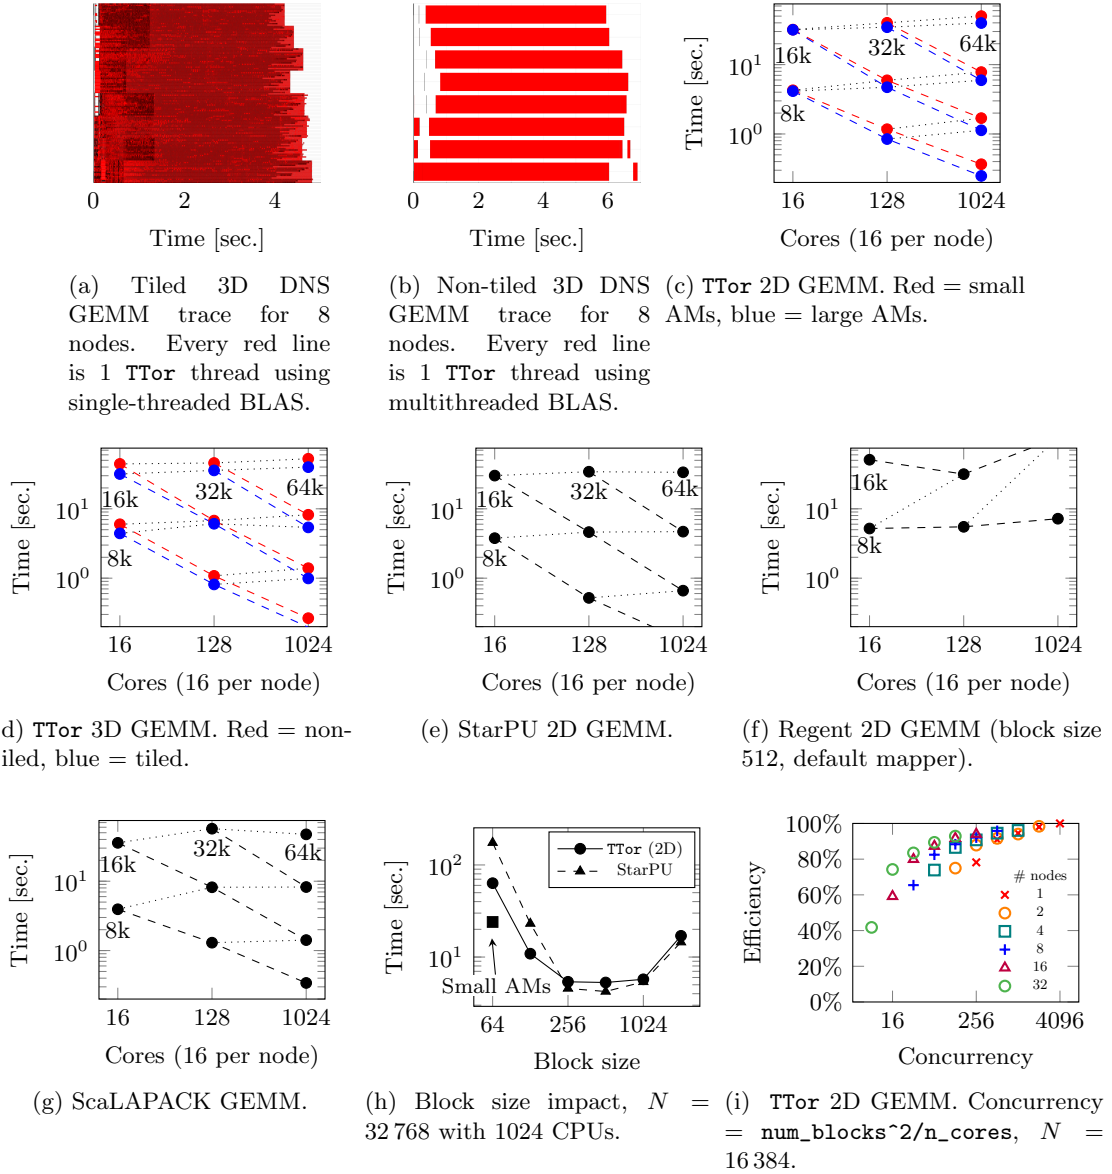 0 2 4
Time [sec.]
(a) Tiled 3D DNS
GEMM trace for 8
nodes. Every red line
is 1 TTor thread using
single-threaded BLAS.
0 2 4 6
Time [sec.]
(b) Non-tiled 3D DNS
GEMM trace for 8
nodes. Every red line
is 1 TTor thread using
multithreaded BLAS.
Time [sec.]
10^1
10^0
16k 32k 64k
8k
16 128 1024
Cores (16 per node)
(c) TTor 2D GEMM. Red = small
AMs, blue = large AMs.
Time [sec.]
10^1
10^0
16k 32k 64k
8k
16 128 1024
Cores (16 per node)
d) TTor 3D GEMM. Red = non-
iled, blue = tiled.
Time [sec.]
10^1
10^0
16k 32k 64k
8k
16 128 1024
Cores (16 per node)
(e) StarPU 2D GEMM.
Time [sec.]
10^1
10^0
16k
8k
16 128 1024
Cores (16 per node)
(f) Regent 2D GEMM (block size
512, default mapper).
Time [sec.]
10^1
10^0
16k 32k 64k
8k
16 128 1024
Cores (16 per node)
(g) ScaLAPACK GEMM.
Time [sec.]
10^2
10^1
TTor (2D)
StarPU
Small AMs
64 256 1024
Block size
(h) Block size impact, N =
32 768 with 1024 CPUs.
Efficiency
100%
80%
60%
40%
20%
0%
# nodes
1
2
4
8
16
32
16 256 4096
Concurrency
(i) TTor 2D GEMM. Concurrency
= num_blocks^2/n_cores, N =
16 384.